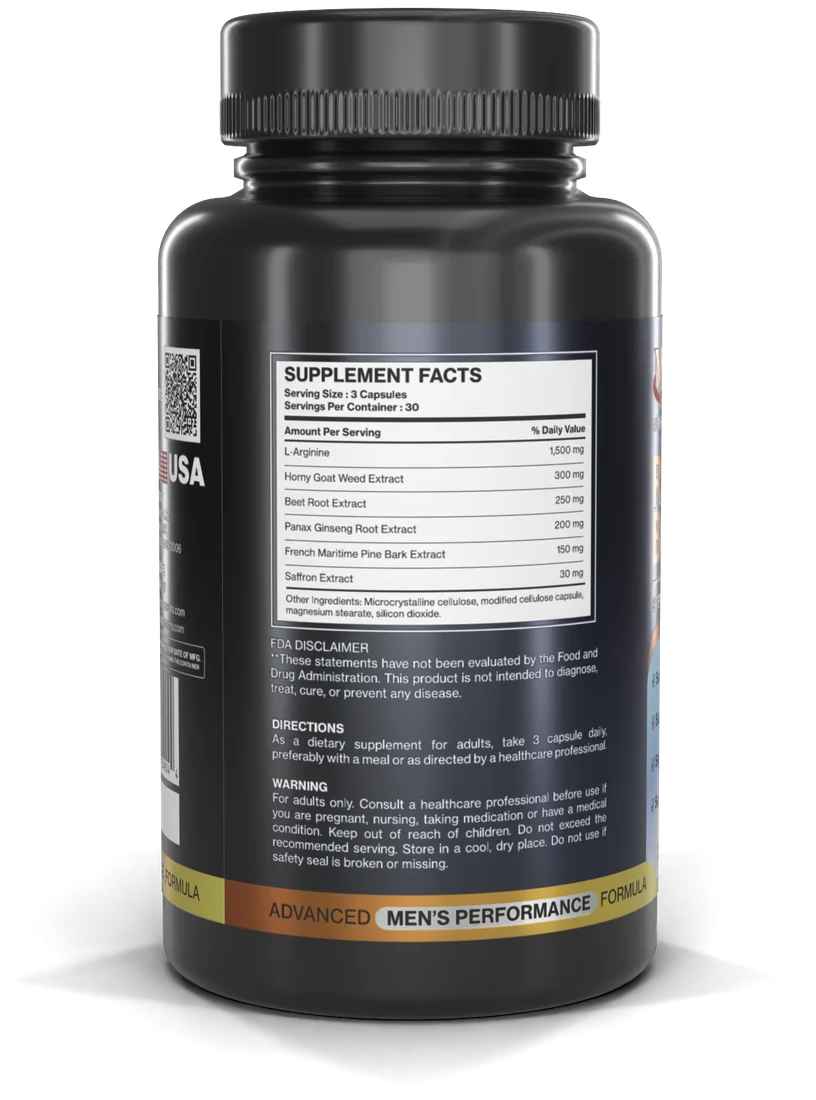 SUPPLEMENT FACTS
Serving Size : 3 Capsules
Servings Per Container : 30
Amount Per Serving % Daily Value
L-Arginine 1,500 mg
Horny Goat Weed Extract 300 mg
Beet Root Extract 250 mg
Panax Ginseng Root Extract 200 mg
French Maritime Pine Bark Extract 150 mg
Saffron Extract 30 mg
Other Ingredients: Microcrystalline cellulose, modified cellulose capsule,
magnesium stearate, silicon dioxide.
FDA DISCLAIMER
**These statements have not been evaluated by the Food and
Drug Administration. This product is not intended to diagnose,
treat, cure, or prevent any disease.
DIRECTIONS
As a dietary supplement for adults, take 3 capsule daily,
preferably with a meal or as directed by a healthcare professional.
WARNING
For adults only. Consult a healthcare professional before use if
you are pregnant, nursing, taking medication or have a medical
condition. Keep out of reach of children. Do not exceed the
recommended serving. Store in a cool, dry place. Do not use if
safety seal is broken or missing.
ADVANCED MEN'S PERFORMANCE FORMULA
USA
FORMULA